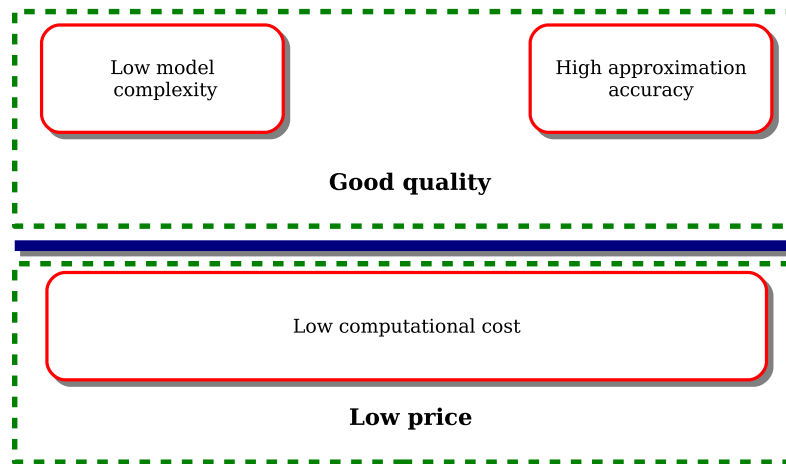 Low model
complexity
High approximation
accuracy
Good quality
Low computational cost
Low price